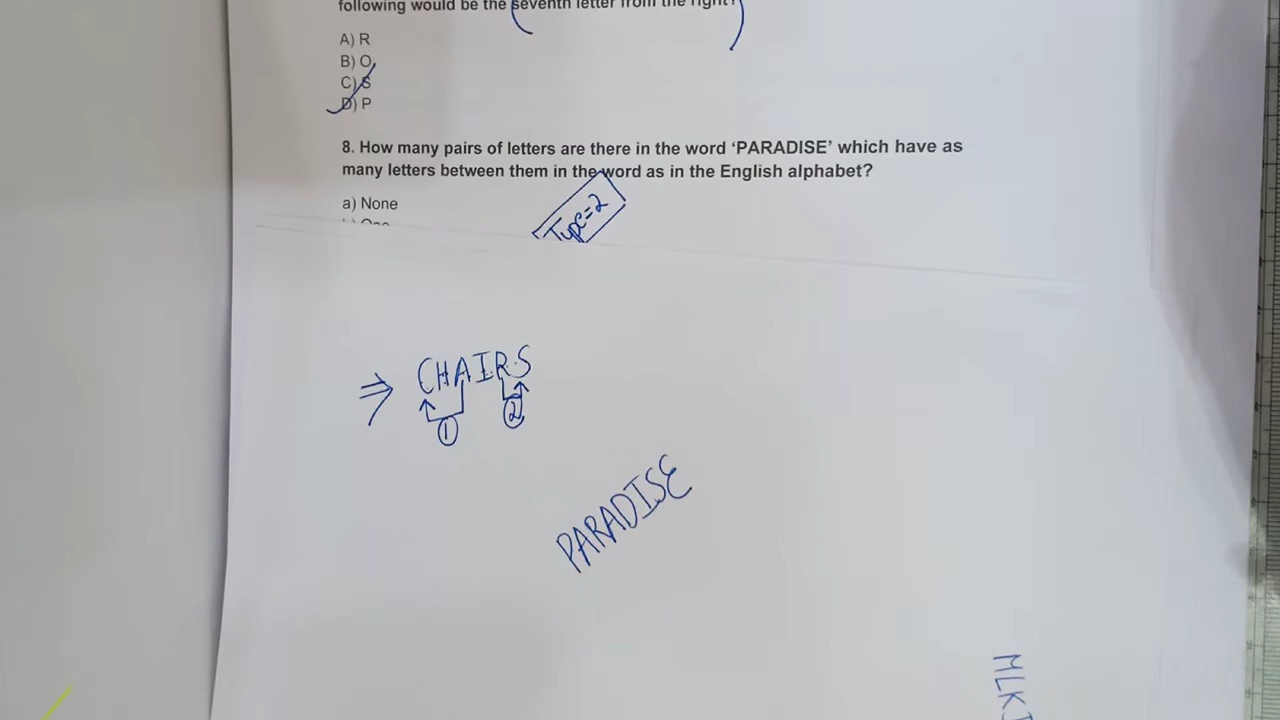 following would be the seventh letter from the right?
A) R
B) O
C) S
D) P
8. How many pairs of letters are there in the word ‘PARADISE’ which have as
many letters between them in the word as in the English alphabet?
a) None
Type=2
⇒ CHAIRS
1 2
PARADISE